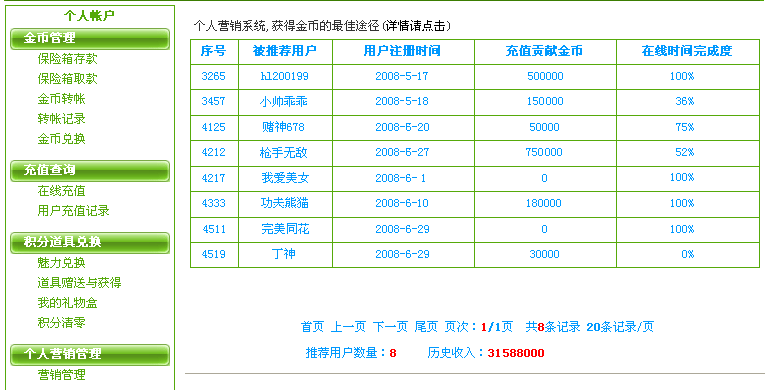 个人帐户
金币管理
保险箱存款
保险箱取款
金币转帐
转帐记录
金币兑换
充值查询
在线充值
用户充值记录
积分道具兑换
魅力兑换
道具赠送与获得
我的礼物盒
积分清零
个人营销管理
营销管理
个人营销系统,获得金币的最佳途径(详情请点击)
序号 被推荐用户 用户注册时间 充值贡献金币 在线时间完成度
3265 hl200199 2008-5-17 500000 100%
3457 小帅乖乖 2008-5-18 150000 36%
4125 赌神678 2008-6-20 50000 75%
4212 枪手无敌 2008-6-27 750000 52%
4217 我爱美女 2008-6-1 0 100%
4333 功夫熊猫 2008-6-10 180000 100%
4511 完美同花 2008-6-29 0 100%
4519 丁神 2008-6-29 30000 0%
首页 上一页 下一页 尾页 页次：1/1页 共8条记录 20条记录/页
推荐用户数量：8 历史收入：31588000